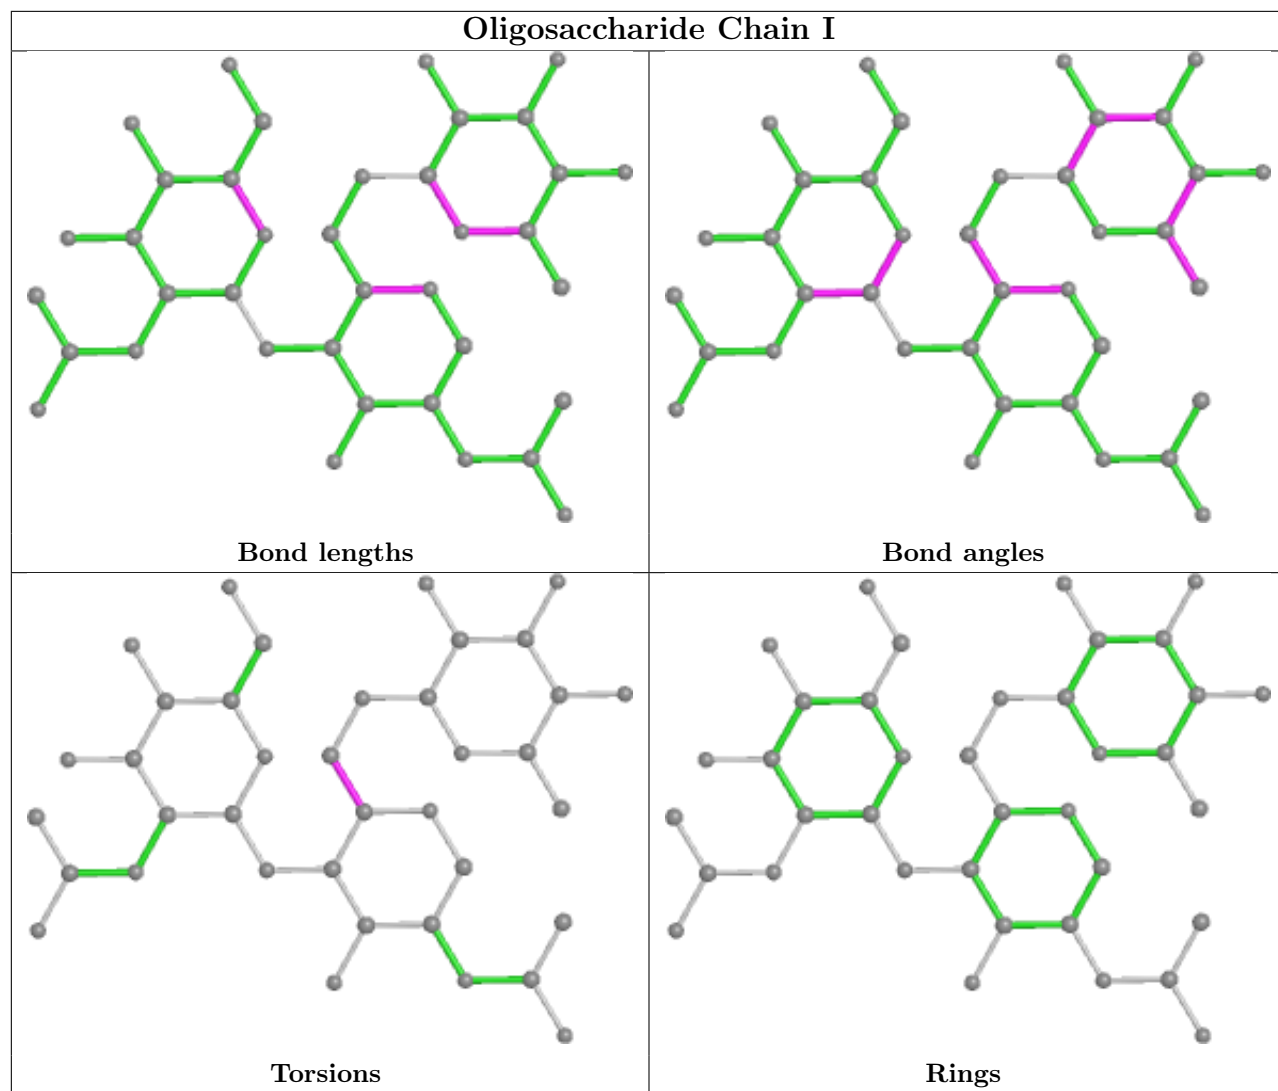 Oligosaccharide Chain I
Bond lengths
Bond angles
Torsions
Rings